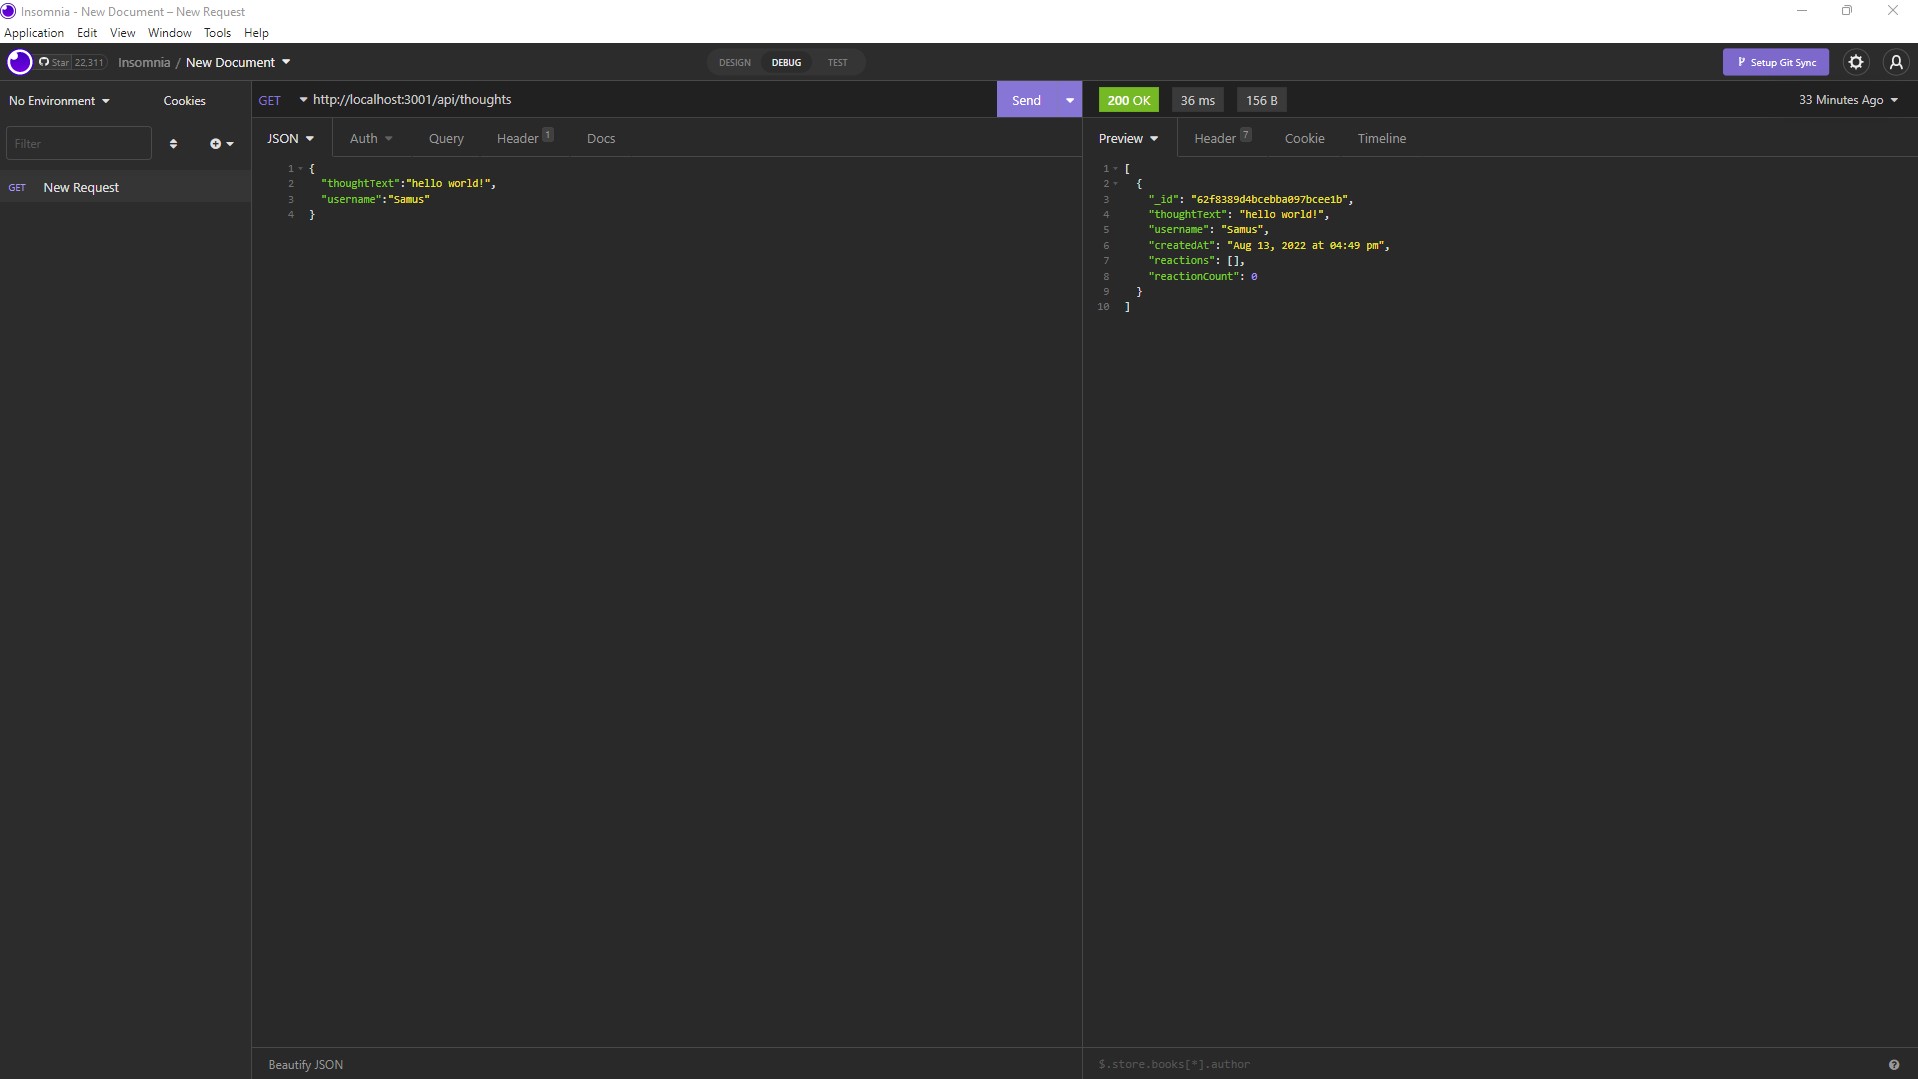 Insomnia - New Document – New Request
Application Edit View Window Tools Help
Star 22,311 Insomnia / New Document DESIGN DEBUG TEST Setup Git Sync
No Environment Cookies GET http://localhost:3001/api/thoughts Send 200 OK 36 ms 156 B 33 Minutes Ago
Filter JSON Auth Query Header 1 Docs Preview Header 7 Cookie Timeline
GET New Request
1 {
2 "thoughtText":"hello world!",
3 "username":"Samus"
4 }
1 [
2 {
3 "_id": "62f8389d4bcebba097bcee1b",
4 "thoughtText": "hello world!",
5 "username": "Samus",
6 "createdAt": "Aug 13, 2022 at 04:49 pm",
7 "reactions": [],
8 "reactionCount": 0
9 }
10 ]
Beautify JSON $.store.books[*].author